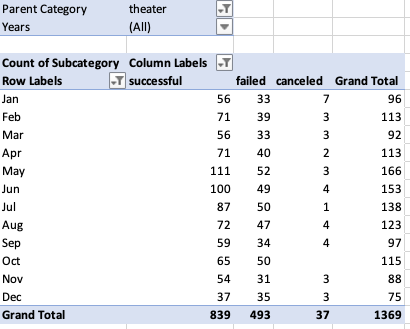 Parent Category theater
Years (All)
Count of Subcategory Column Labels
Row Labels successful failed canceled Grand Total
Jan 56 33 7 96
Feb 71 39 3 113
Mar 56 33 3 92
Apr 71 40 2 113
May 111 52 3 166
Jun 100 49 4 153
Jul 87 50 1 138
Aug 72 47 4 123
Sep 59 34 4 97
Oct 65 50 115
Nov 54 31 3 88
Dec 37 35 3 75
Grand Total 839 493 37 1369